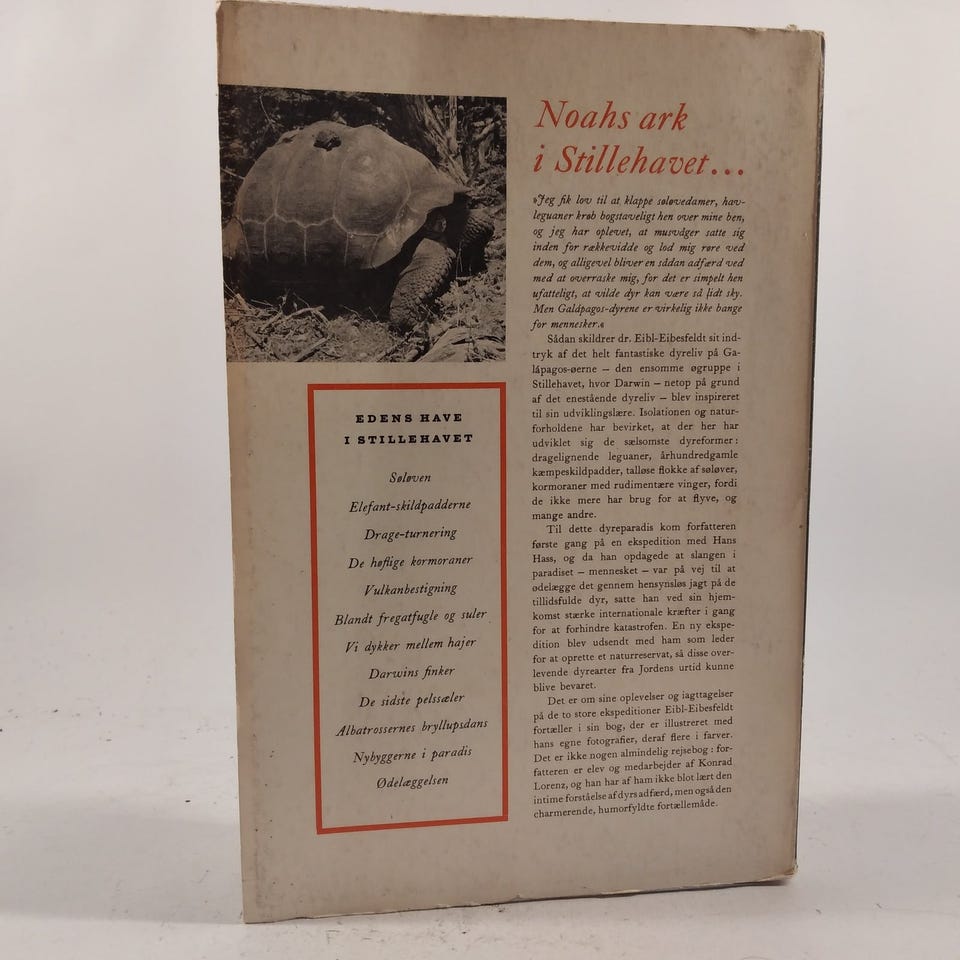 Noahs ark
i Stillehavet...
»Jeg fik lov til at klappe søløvedamer, hav-
leguaner krøb bogstaveligt hen over mine ben,
og jeg har oplevet, at musvåger satte sig
inden for rækkevidde og lod mig røre ved
dem, og alligevel bliver en sådan adfærd ved
med at overraske mig, for det er simpelt hen
ufatteligt, at vilde dyr kan være så lidt sky.
Men Galápagos-dyrene er virkelig ikke bange
for mennesker.«
Sådan skildrer dr. Eibl-Eibesfeldt sit ind-
tryk af det helt fantastiske dyreliv på Ga-
lápagos-øerne – den ensomme øgruppe i
Stillehavet, hvor Darwin – netop på grund
af det enestående dyreliv – blev inspireret
til sin udviklingslære. Isolationen og natur-
forholdene har bevirket, at der her har
udviklet sig de sælsomste dyreformer:
dragelignende leguaner, århundredgamle
kæmpeskildpadder, talløse flokke af søløver,
kormoraner med rudimentære vinger, fordi
de ikke mere har brug for at flyve, og
mange andre.
Til dette dyreparadis kom forfatteren
første gang på en ekspedition med Hans
Hass, og da han opdagede at slangen i
paradiset – mennesket – var på vej til at
ødelægge det gennem hensynsløs jagt på de
tillidsfulde dyr, satte han ved sin hjem-
komst stærke internationale kræfter i gang
for at forhindre katastrofen. En ny ekspe-
dition blev udsendt med ham som leder
for at oprette et naturreservat, så disse over-
levende dyrearter fra Jordens urtid kunne
blive bevaret.
Det er om sine oplevelser og iagttagelser
på de to store ekspeditioner Eibl-Eibesfeldt
fortæller i sin bog, der er illustreret med
hans egne fotografier, deraf flere i farver.
Det er ikke nogen almindelig rejsebog: for-
fatteren er elev og medarbejder af Konrad
Lorenz, og han har af ham ikke blot lært den
intime forståelse af dyrs adfærd, men også den
charmerende, humorfyldte fortællemåde.
EDENS HAVE
I STILLEHAVET
Søløven
Elefant-skildpadderne
Drage-turnering
De høflige kormoraner
Vulkanbestigning
Blandt fregatfugle og suler
Vi dykker mellem hajer
Darwins finker
De sidste pelssæler
Albatrossernes bryllupsdans
Nybyggerne i paradis
Ødelæggelsen